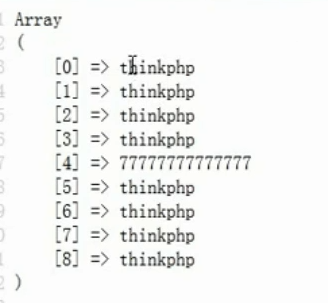 Array
(
[0] => thinkphp
[1] => thinkphp
[2] => thinkphp
[3] => thinkphp
[4] => 77777777777777
[5] => thinkphp
[6] => thinkphp
[7] => thinkphp
[8] => thinkphp
)